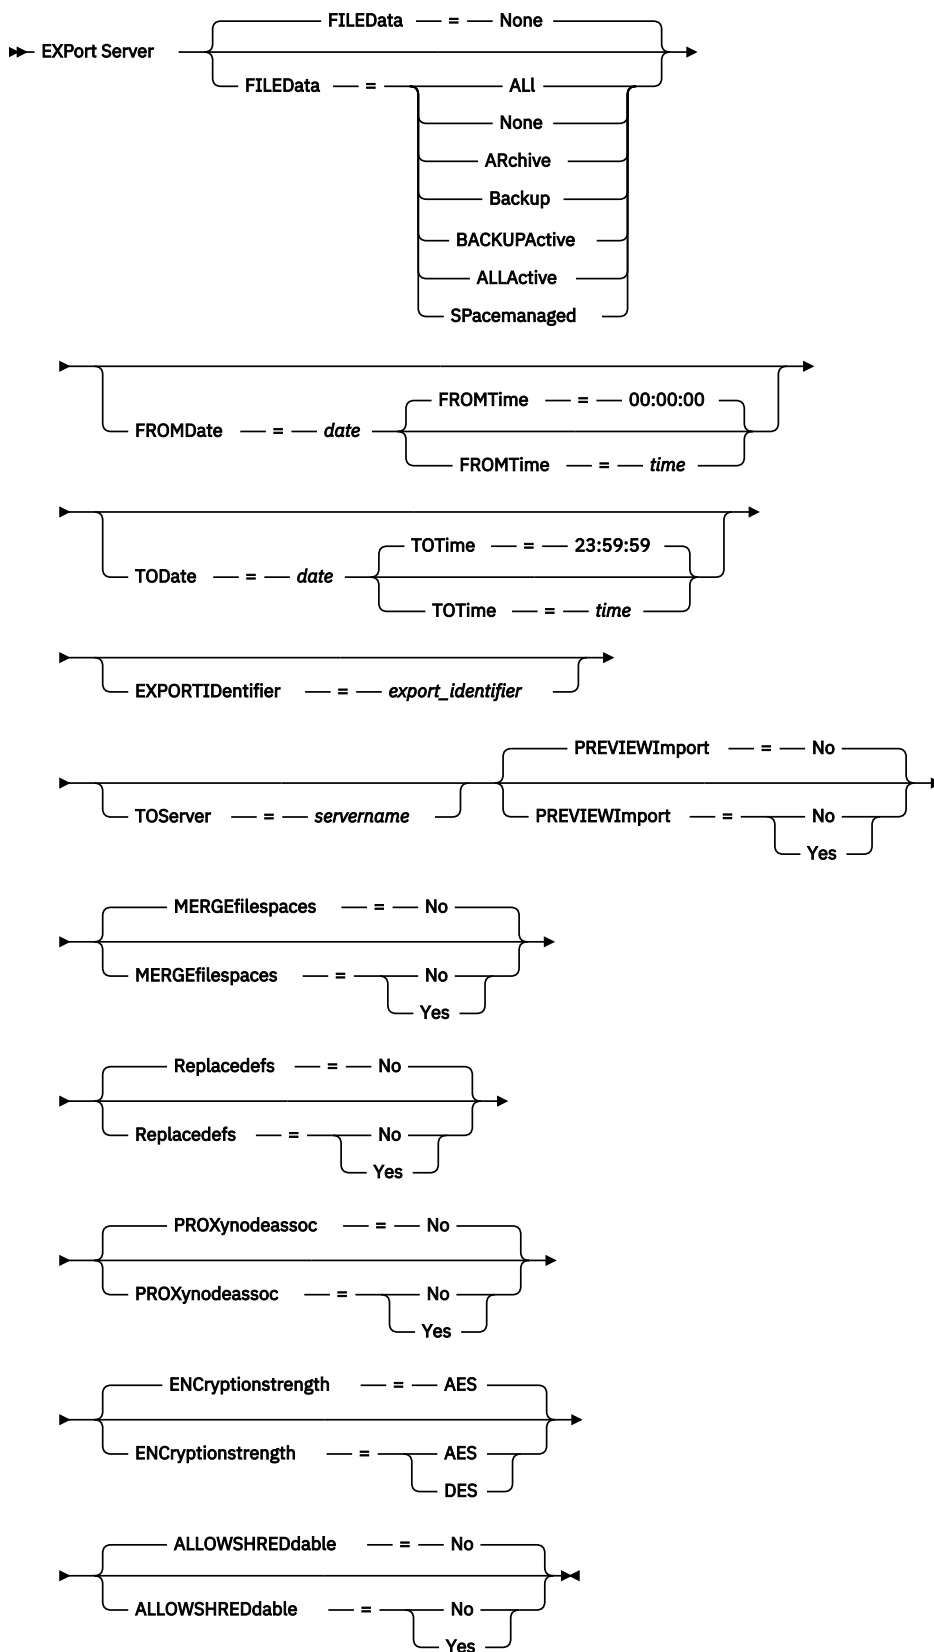 FILEData = None
EXPort Server
FILEData = ALl
None
ARchive
Backup
BACKUPActive
ALLActive
SPacemanaged
FROMTime = 00:00:00
FROMDate = date
FROMTime = time
TOTime = 23:59:59
TODate = date
TOTime = time
EXPORTIDentifier = export_identifier
PREVIEWImport = No
TOServer = servername PREVIEWImport = No
Yes
MERGEfilespaces = No
MERGEfilespaces = No
Yes
Replacedefs = No
Replacedefs = No
Yes
PROXynodeassoc = No
PROXynodeassoc = No
Yes
ENCryptionstrength = AES
ENCryptionstrength = AES
DES
ALLOWSHREDdable = No
ALLOWSHREDdable = No
Yes